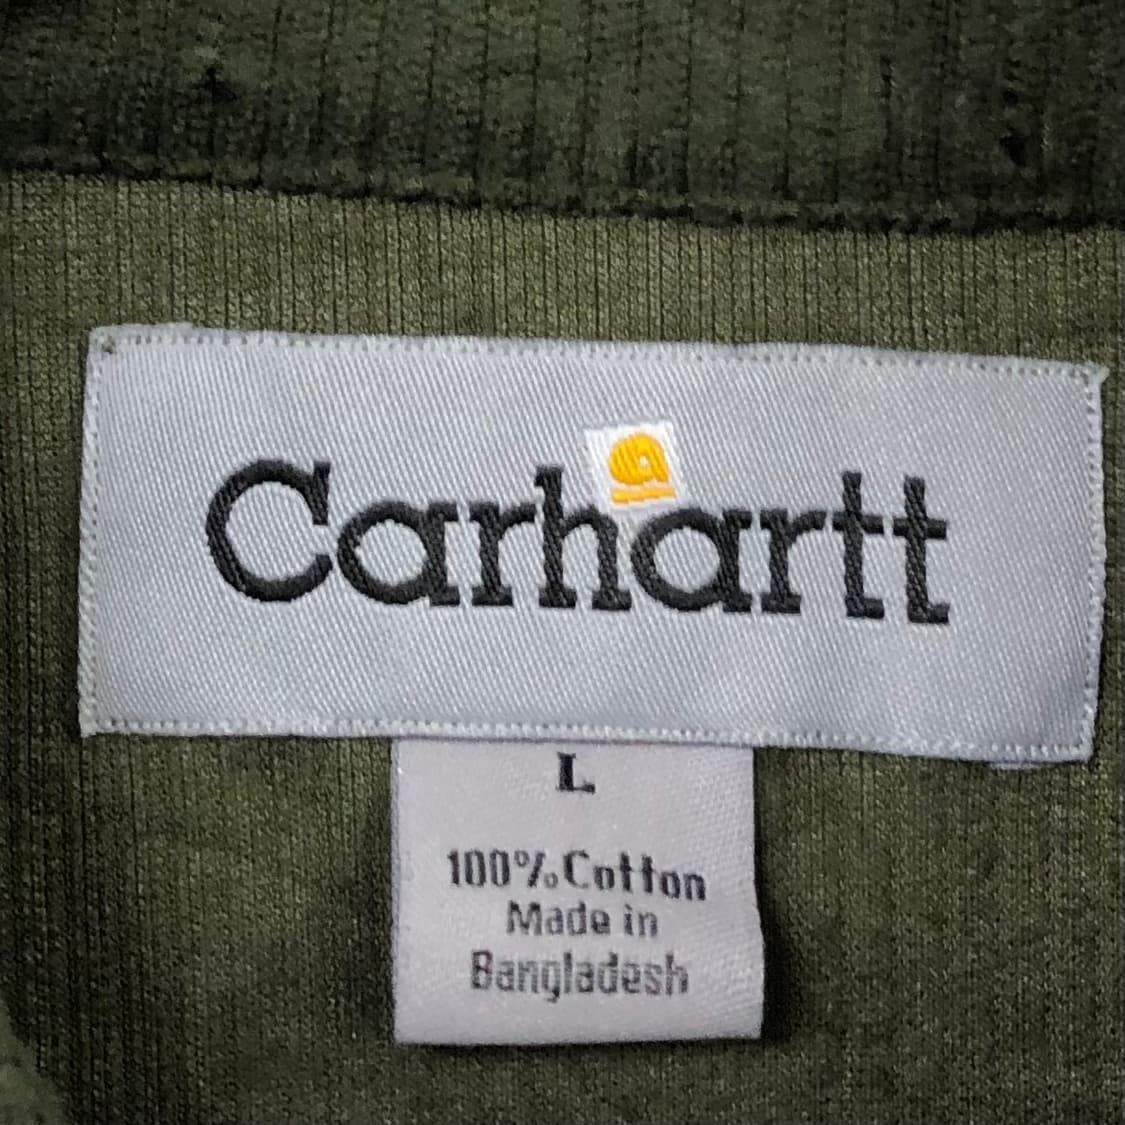 Carhartt
L
100% Cotton
Made in
Bangladesh